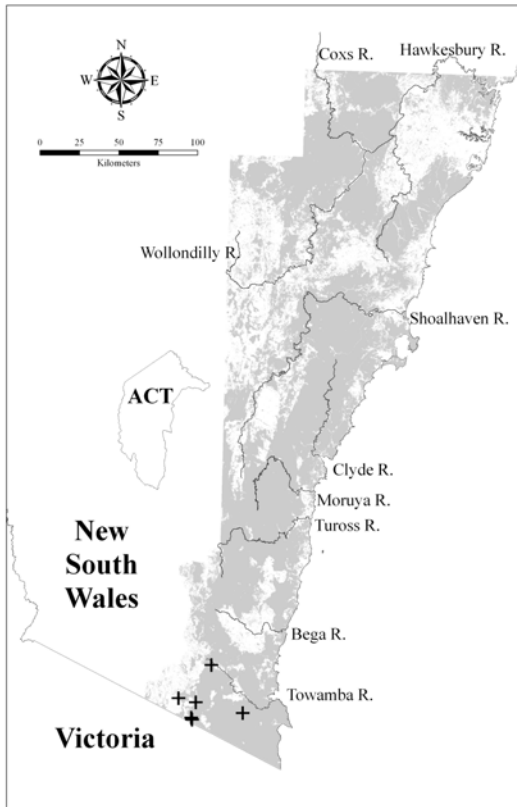 Coxs R.
Hawkesbury R.
N
W E
S
0 25 50 75 100
Kilometers
Wollondilly R.
Shoalhaven R.
ACT
Clyde R.
Moruya R.
Tuross R.
New
South
Wales
Bega R.
Towamba R.
Victoria